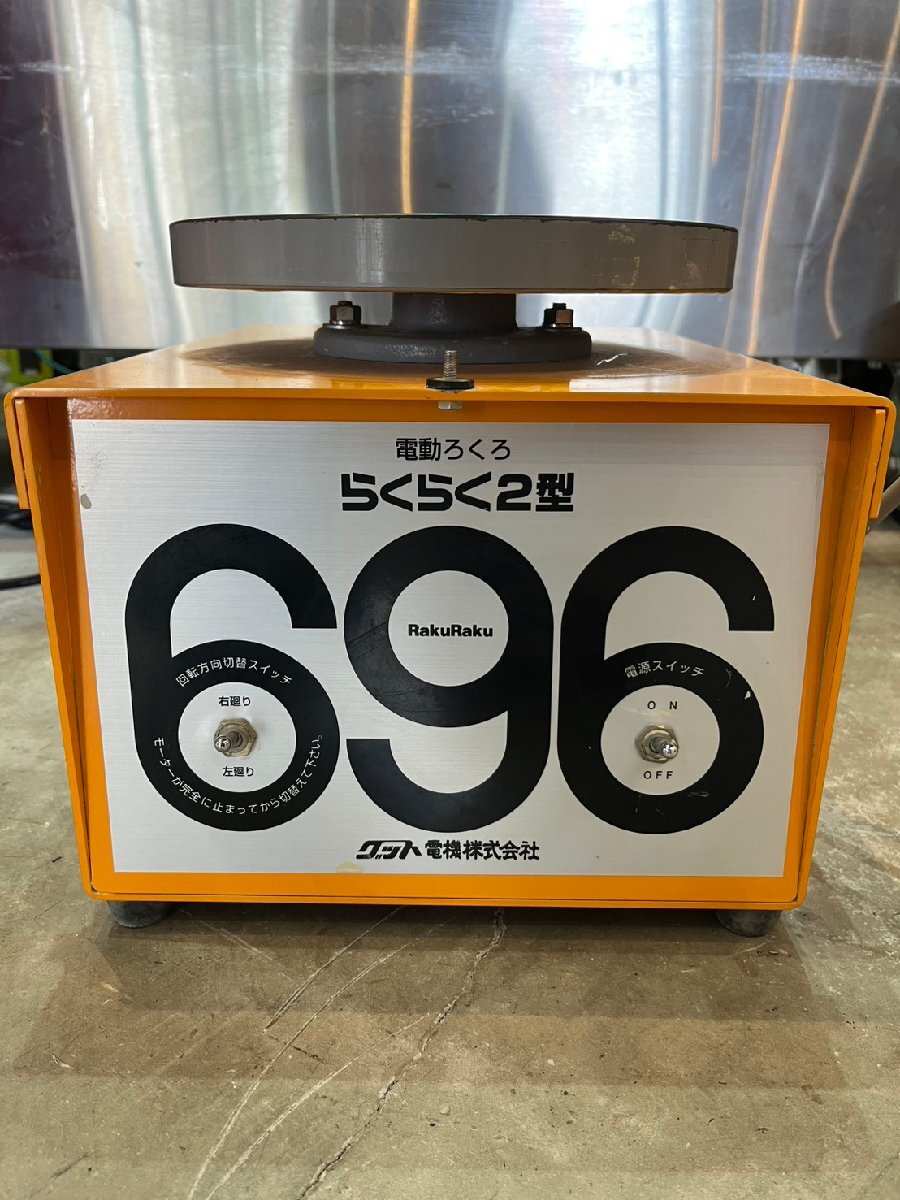 電動ろくろ
らくらく2型
696
RakuRaku
回転方向切替スイッチ
右廻り
左廻り
モーターが完全に止まってから切替えて下さい。
電源スイッチ
ON
OFF
グット電機株式会社